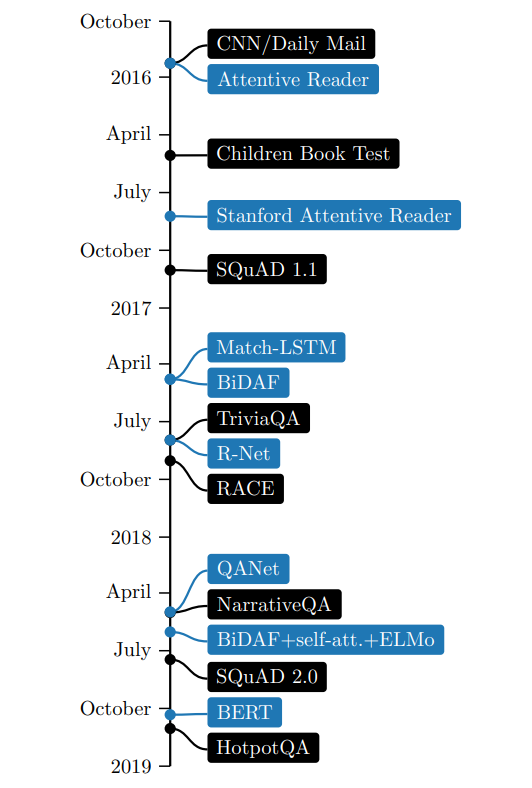 October
CNN/Daily Mail
2016
Attentive Reader
April
Children Book Test
July
Stanford Attentive Reader
October
SQuAD 1.1
2017
Match-LSTM
April
BiDAF
July
TriviaQA
R-Net
October
RACE
2018
QANet
April
NarrativeQA
BiDAF+self-att.+ELMo
July
SQuAD 2.0
October
BERT
HotpotQA
2019